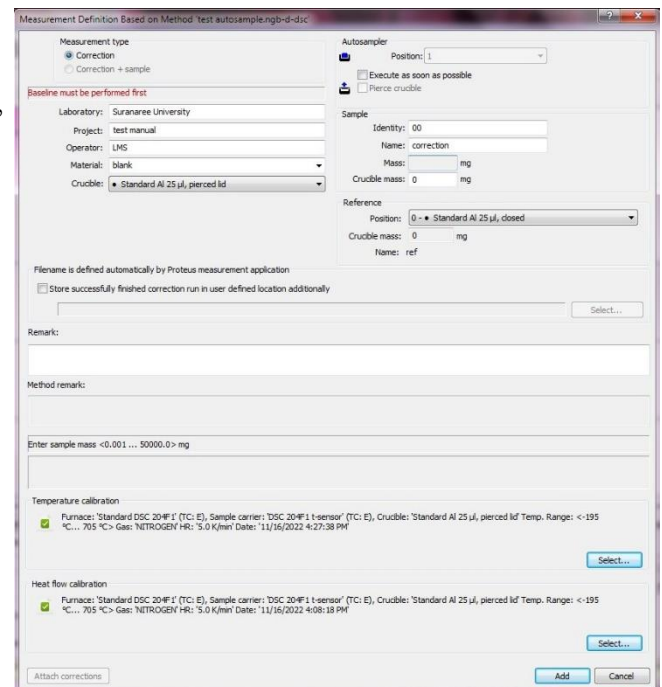 Measurement Definition Based on Method 'test autosample.ngb-d-dsc'
Measurement type
Correction
Correction + sample
Baseline must be performed first
Laboratory: Suranaree University
Project: test manual
Operator: LMS
Material: blank
Crucible: • Standard Al 25 µl, pierced lid
Autosampler
Position: 1
Execute as soon as possible
Pierce crucible
Sample
Identity: 00
Name: correction
Mass: mg
Crucible mass: 0 mg
Reference
Position: 0 - • Standard Al 25 µl, closed
Crucible mass: 0 mg
Name: ref
Filename is defined automatically by Proteus measurement application
Store successfully finished correction run in user defined location additionally
Select...
Remark:
Method remark:
Enter sample mass <0.001 ... 50000.0> mg
Temperature calibration
Furnace: 'Standard DSC 204F1' (TC: E), Sample carrier: 'DSC 204F1 t-sensor' (TC: E), Crucible: 'Standard Al 25 µl, pierced lid' Temp. Range: <-195
°C... 705 °C> Gas: 'NITROGEN' HR: '5.0 K/min' Date: '11/16/2022 4:27:38 PM'
Select...
Heat flow calibration
Furnace: 'Standard DSC 204F1' (TC: E), Sample carrier: 'DSC 204F1 t-sensor' (TC: E), Crucible: 'Standard Al 25 µl, pierced lid' Temp. Range: <-195
°C... 705 °C> Gas: 'NITROGEN' HR: '5.0 K/min' Date: '11/16/2022 4:08:18 PM'
Select...
Attach corrections
Add
Cancel